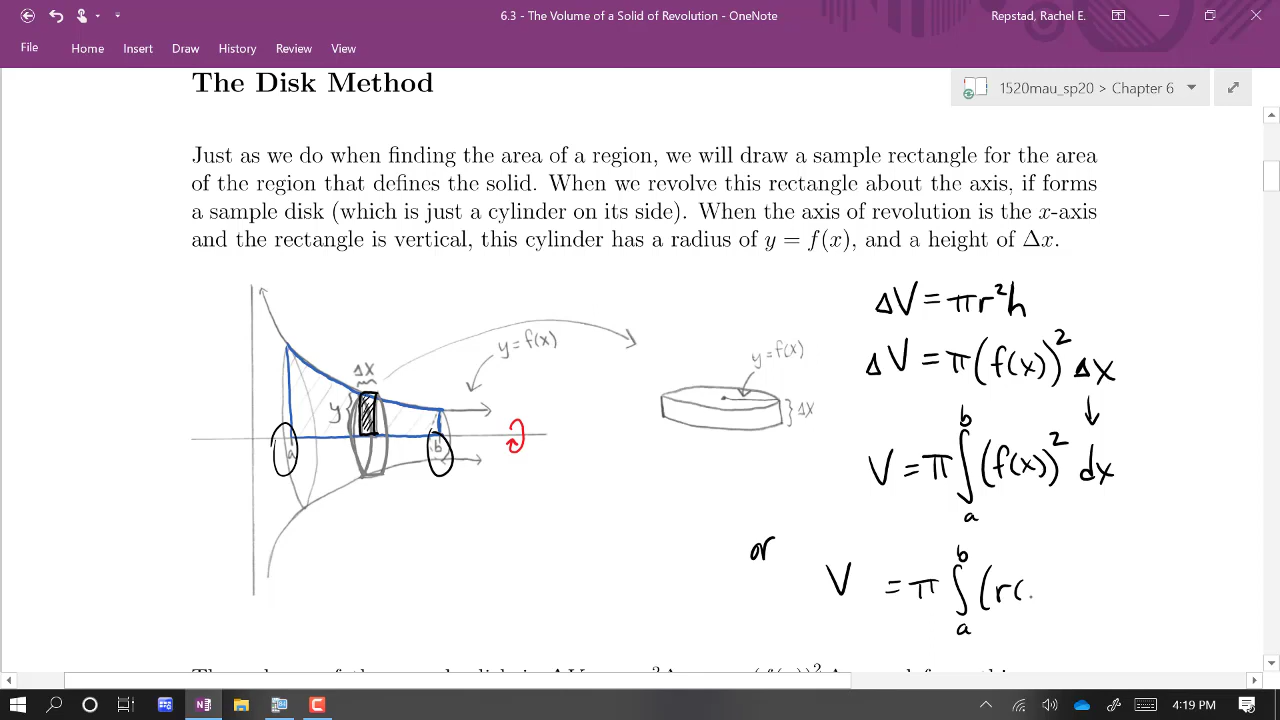 6.3 - The Volume of a Solid of Revolution - OneNote
Repstad, Rachel E.
File Home Insert Draw History Review View
The Disk Method
1520mau_sp20 > Chapter 6
Just as we do when finding the area of a region, we will draw a sample rectangle for the area
of the region that defines the solid. When we revolve this rectangle about the axis, if forms
a sample disk (which is just a cylinder on its side). When the axis of revolution is the x-axis
and the rectangle is vertical, this cylinder has a radius of y = f(x), and a height of Δx.
ΔV = πr²h
y = f(x)
y = f(x)
ΔV = π(f(x))² Δx
Δx
y
Δx
a
b
V = π∫ₐᵇ (f(x))² dx
or
V = π∫ₐᵇ (r(
4:19 PM